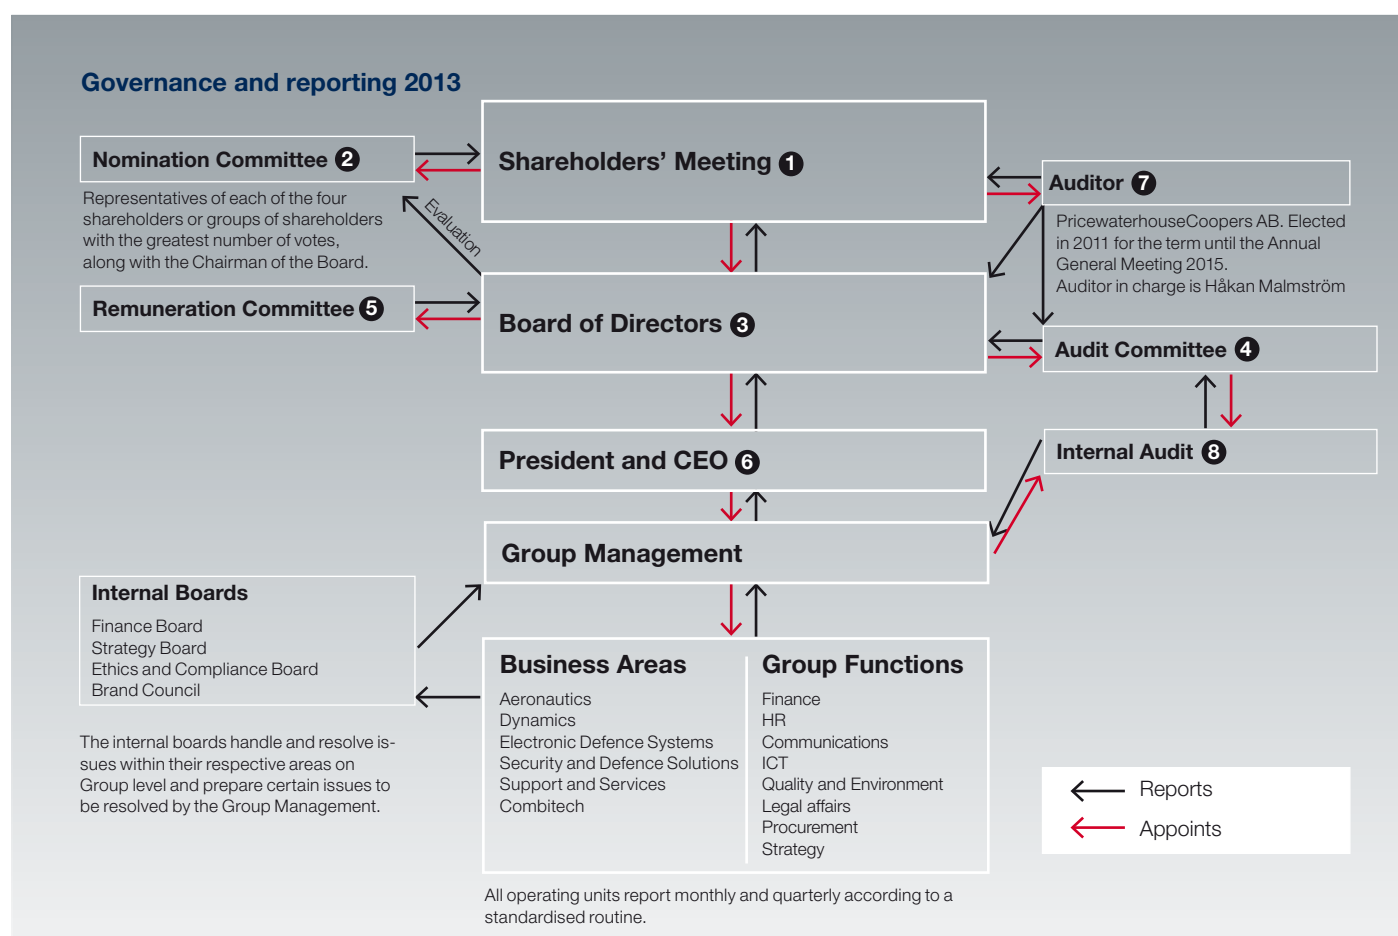 Governance and reporting 2013
Nomination Committee 2
Representatives of each of the four
shareholders or groups of shareholders
with the greatest number of votes,
along with the Chairman of the Board.
Evaluation
Remuneration Committee 5
Shareholders’ Meeting 1
Auditor 7
PricewaterhouseCoopers AB. Elected
in 2011 for the term until the Annual
General Meeting 2015.
Auditor in charge is Håkan Malmström
Board of Directors 3
Audit Committee 4
President and CEO 6
Internal Audit 8
Group Management
Internal Boards
Finance Board
Strategy Board
Ethics and Compliance Board
Brand Council
The internal boards handle and resolve is-
sues within their respective areas on
Group level and prepare certain issues to
be resolved by the Group Management.
Business Areas
Aeronautics
Dynamics
Electronic Defence Systems
Security and Defence Solutions
Support and Services
Combitech
Group Functions
Finance
HR
Communications
ICT
Quality and Environment
Legal affairs
Procurement
Strategy
All operating units report monthly and quarterly according to a
standardised routine.
Reports
Appoints